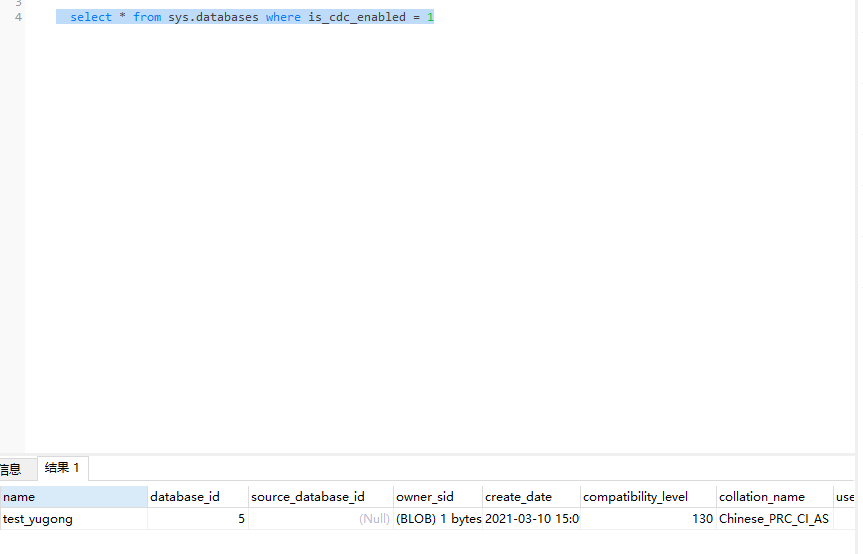 3
4 select * from sys.databases where is_cdc_enabled = 1
信息 结果 1
name database_id source_database_id owner_sid create_date compatibility_level collation_name use
test_yugong 5 (Null) (BLOB) 1 bytes 2021-03-10 15:0 130 Chinese_PRC_CI_AS